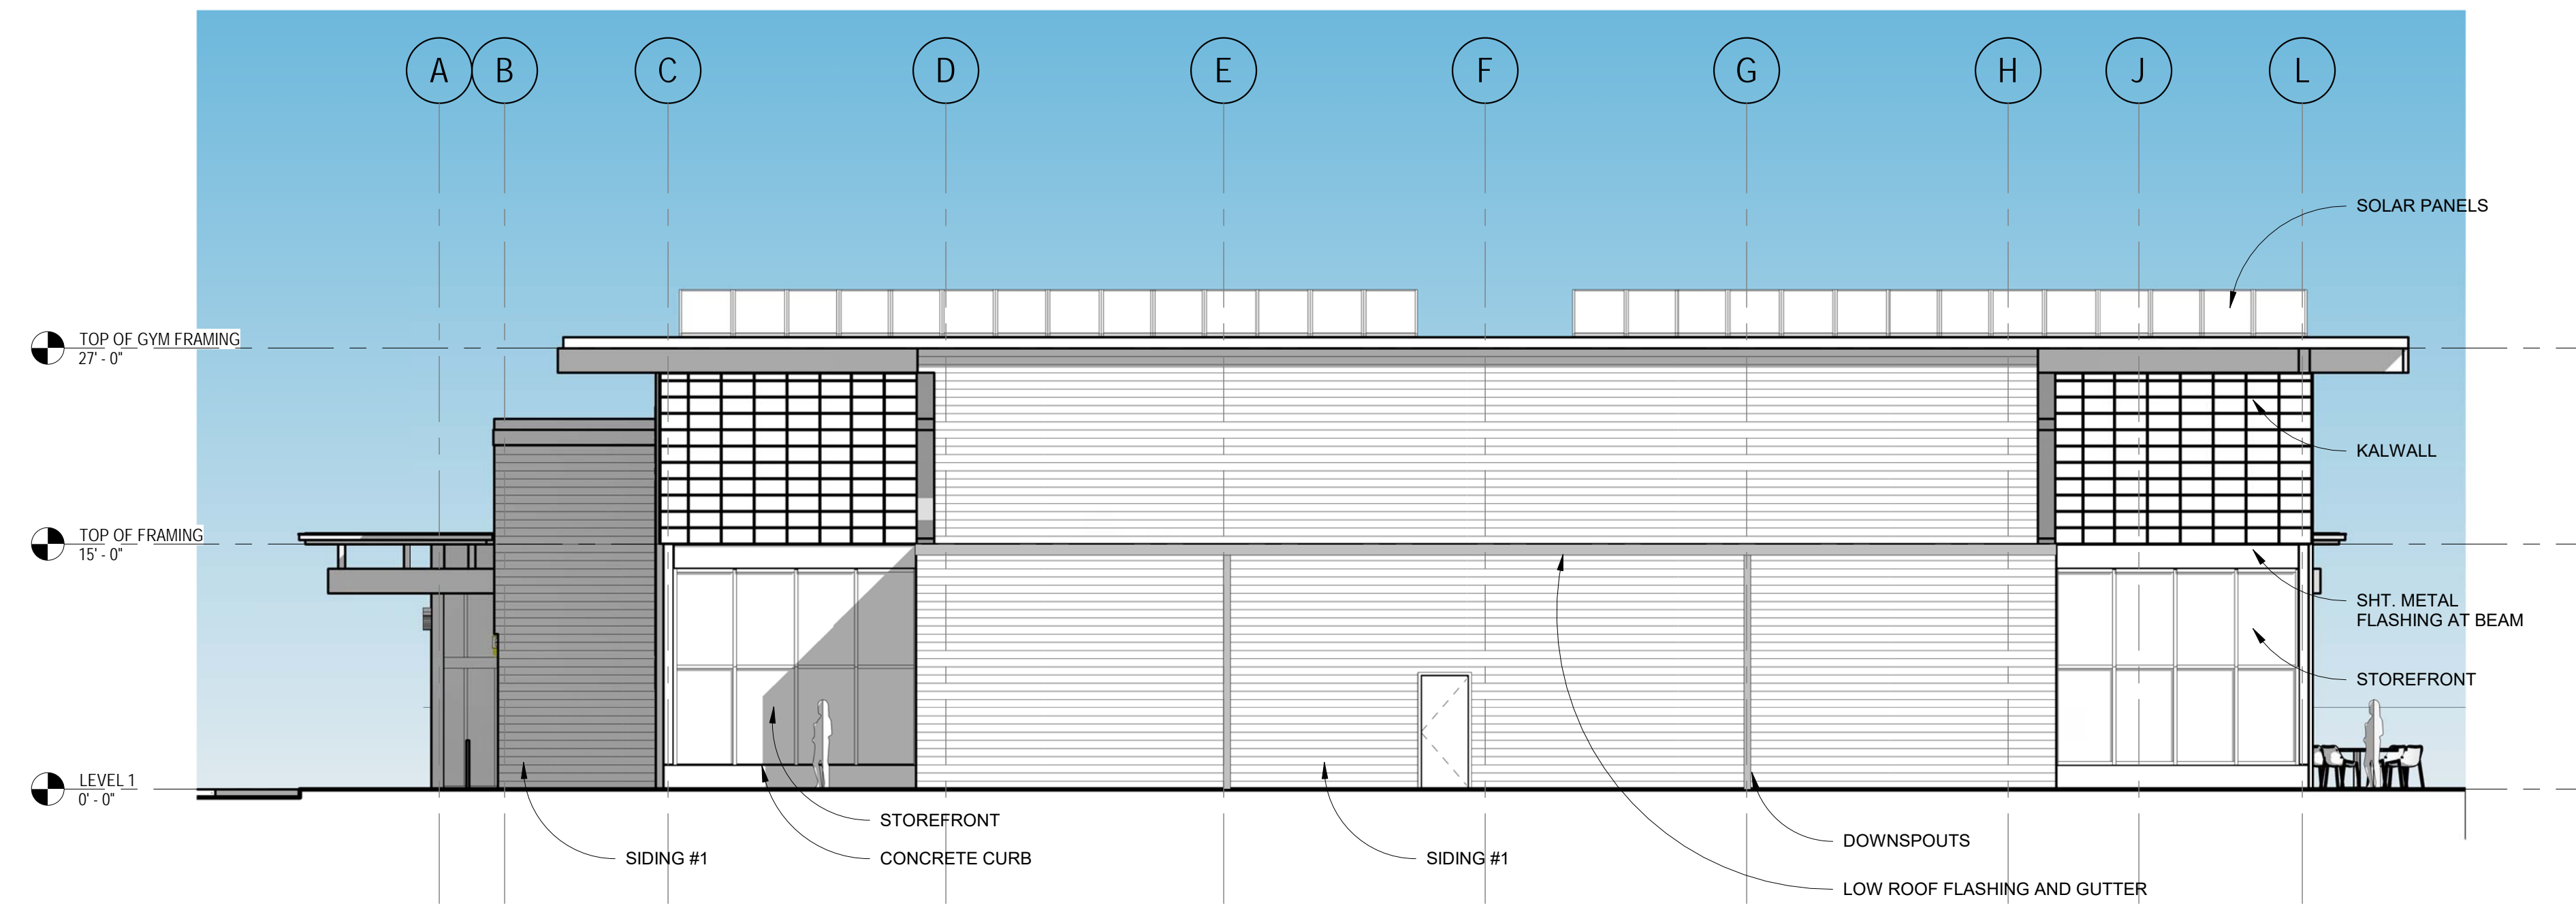 A B C D E F G H J L
SOLAR PANELS
TOP OF GYM FRAMING
27' - 0"
KALWALL
TOP OF FRAMING
15' - 0"
SHT. METAL
FLASHING AT BEAM
STOREFRONT
LEVEL 1
0' - 0"
STOREFRONT
DOWNSPOUTS
SIDING #1
CONCRETE CURB
SIDING #1
LOW ROOF FLASHING AND GUTTER